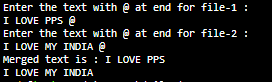 Enter the text with @ at end for file-1 :
I LOVE PPS @
Enter the text with @ at end for file-2 :
I LOVE MY INDIA @
Merged text is : I LOVE PPS
I LOVE MY INDIA